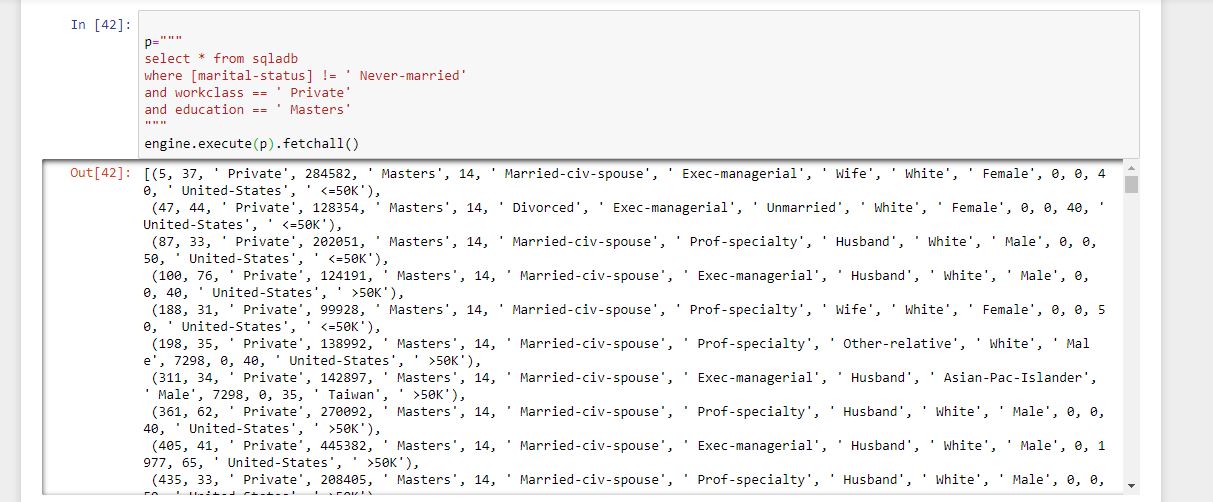 In [42]:
p="""
select * from sqladb
where [marital-status] != ' Never-married'
and workclass == ' Private'
and education == ' Masters'
"""
engine.execute(p).fetchall()
Out[42]: [(5, 37, ' Private', 284582, ' Masters', 14, ' Married-civ-spouse', ' Exec-managerial', ' Wife', ' White', ' Female', 0, 0, 4
0, ' United-States', ' <=50K'),
(47, 44, ' Private', 128354, ' Masters', 14, ' Divorced', ' Exec-managerial', ' Unmarried', ' White', ' Female', 0, 0, 40, '
United-States', ' <=50K'),
(87, 33, ' Private', 202051, ' Masters', 14, ' Married-civ-spouse', ' Prof-specialty', ' Husband', ' White', ' Male', 0, 0,
50, ' United-States', ' <=50K'),
(100, 76, ' Private', 124191, ' Masters', 14, ' Married-civ-spouse', ' Exec-managerial', ' Husband', ' White', ' Male', 0,
0, 40, ' United-States', ' >50K'),
(188, 31, ' Private', 99928, ' Masters', 14, ' Married-civ-spouse', ' Prof-specialty', ' Wife', ' White', ' Female', 0, 0, 5
0, ' United-States', ' <=50K'),
(198, 35, ' Private', 138992, ' Masters', 14, ' Married-civ-spouse', ' Prof-specialty', ' Other-relative', ' White', ' Mal
e', 7298, 0, 40, ' United-States', ' >50K'),
(311, 34, ' Private', 142897, ' Masters', 14, ' Married-civ-spouse', ' Exec-managerial', ' Husband', ' Asian-Pac-Islander',
' Male', 7298, 0, 35, ' Taiwan', ' >50K'),
(361, 62, ' Private', 270092, ' Masters', 14, ' Married-civ-spouse', ' Prof-specialty', ' Husband', ' White', ' Male', 0, 0,
40, ' United-States', ' >50K'),
(405, 41, ' Private', 445382, ' Masters', 14, ' Married-civ-spouse', ' Exec-managerial', ' Husband', ' White', ' Male', 0, 1
977, 65, ' United-States', ' >50K'),
(435, 33, ' Private', 208405, ' Masters', 14, ' Married-civ-spouse', ' Prof-specialty', ' Husband', ' White', ' Male', 0, 0,